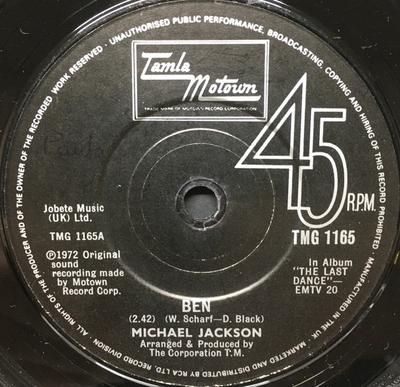 UNAUTHORISED PUBLIC PERFORMANCE, BROADCASTING, COPYING AND HIRING OF THIS RECORD PROHIBITED. MANUFACTURED IN THE UK. MARKETED AND DISTRIBUTED BY RCA LTD. RECORD DIVISION ALL RIGHTS OF THE PRODUCER AND OF THE OWNER OF THE RECORDED WORK RESERVED ·
Tamla
Motown
TRADE MARK OF MOTOWN RECORD CORPORATION
45
R.P.M.
Jobete Music
(UK) Ltd.
TMG 1165A
TMG 1165
℗1972 Original
sound
recording made
by Motown
Record Corp.
In Album
"THE LAST
DANCE"—
EMTV 20
BEN
(2.42) (W. Scharf—D. Black)
MICHAEL JACKSON
Arranged & Produced by
The Corporation T.M.